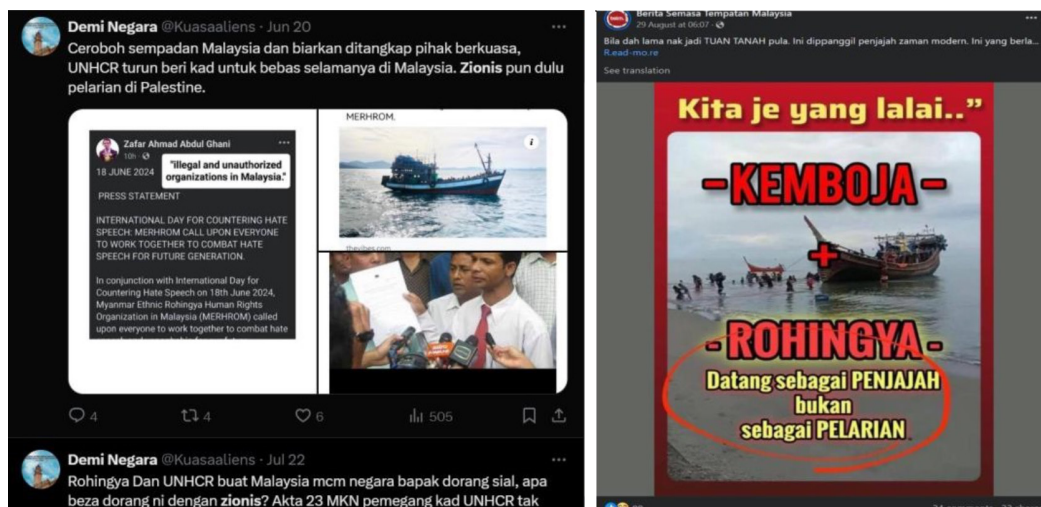 Demi Negara @Kuasaaliens · Jun 20
Ceroboh sempadan Malaysia dan biarkan ditangkap pihak berkuasa,
UNHCR turun beri kad untuk bebas selamanya di Malaysia. Zionis pun dulu
pelarian di Palestine.
Zafar Ahmad Abdul Ghani
10h
18 JUNE 2024
"illegal and unauthorized
organizations in Malaysia."
PRESS STATEMENT
INTERNATIONAL DAY FOR COUNTERING HATE
SPEECH: MERHROM CALL UPON EVERYONE
TO WORK TOGETHER TO COMBAT HATE
SPEECH FOR FUTURE GENERATION.
In conjunction with International Day for
Countering Hate Speech on 18th June 2024,
Myanmar Ethnic Rohingya Human Rights
Organization in Malaysia (MERHROM) called
upon everyone to work together to combat hate
MERHROM.
thevibes.com
4 4 6 505
Demi Negara @Kuasaaliens · Jul 22
Rohingya Dan UNHCR buat Malaysia mcm negara bapak dorang sial, apa
beza dorang ni dengan zionis? Akta 23 MKN pemegang kad UNHCR tak
Berita Semasa Tempatan Malaysia
29 August at 06:07 ·
Bila dah lama nak jadi TUAN TANAH pula. Ini dippanggil penjajah zaman modern. Ini yang berla...
R.ead-mo.re
See translation
Kita je yang lalai.."
-KEMBOJA-
+
-ROHINGYA-
Datang sebagai PENJAJAH
bukan
sebagai PELARIAN